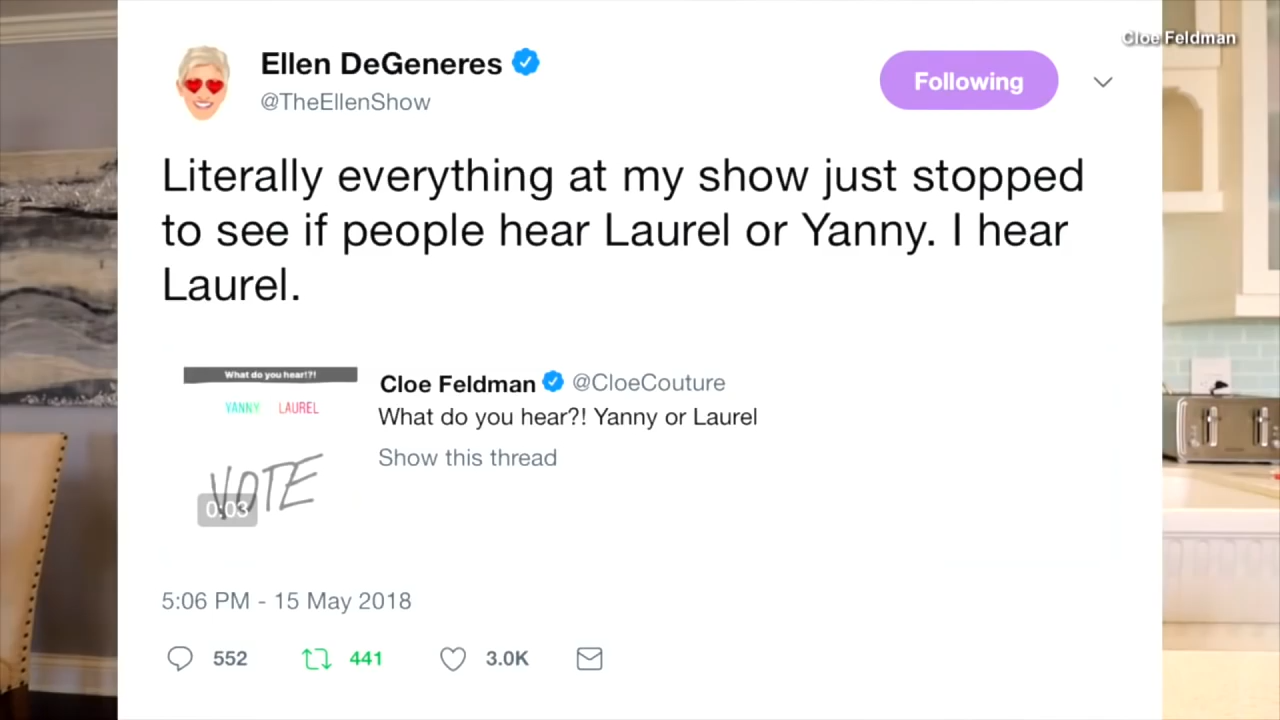 Cloe Feldman
Ellen DeGeneres
@TheEllenShow
Following
Literally everything at my show just stopped
to see if people hear Laurel or Yanny. I hear
Laurel.
What do you hear!?!
YANNY LAUREL
VOTE
0:03
Cloe Feldman @CloeCouture
What do you hear?! Yanny or Laurel
Show this thread
5:06 PM - 15 May 2018
552 441 3.0K